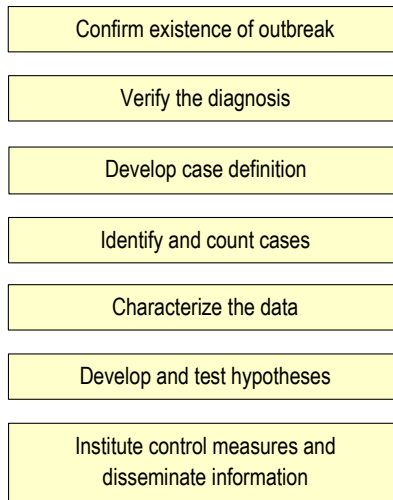 Confirm existence of outbreak
Verify the diagnosis
Develop case definition
Identify and count cases
Characterize the data
Develop and test hypotheses
Institute control measures and
disseminate information